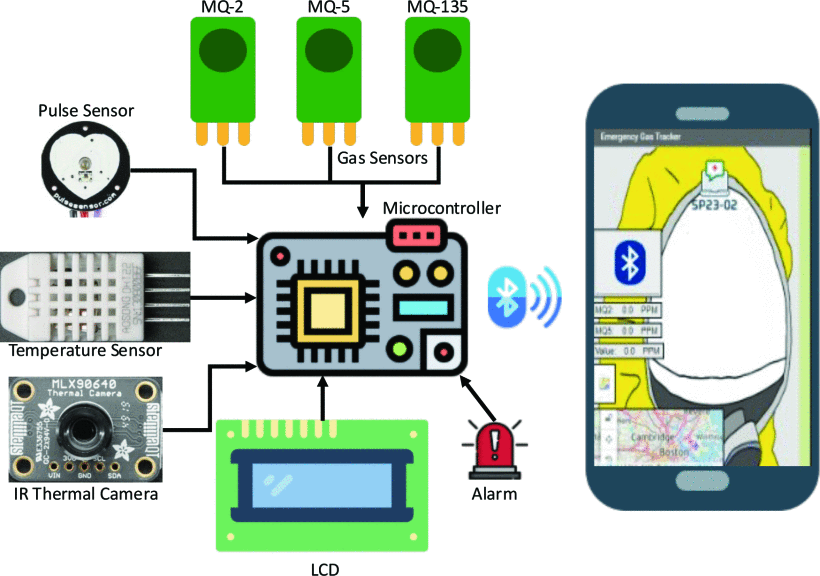 MQ-2
MQ-5
MQ-135
Pulse Sensor
pulsesensor.com
Gas Sensors
Microcontroller
Emergency Gas Tracker
SP23-02
MQ2: 0.0 PPM
MQ5: 0.0 PPM
Value: 0.0 PPM
Temperature Sensor
MLX90640
Thermal Camera
VIN
GND
SDA
IR Thermal Camera
Cambridge
Boston
Alarm
LCD